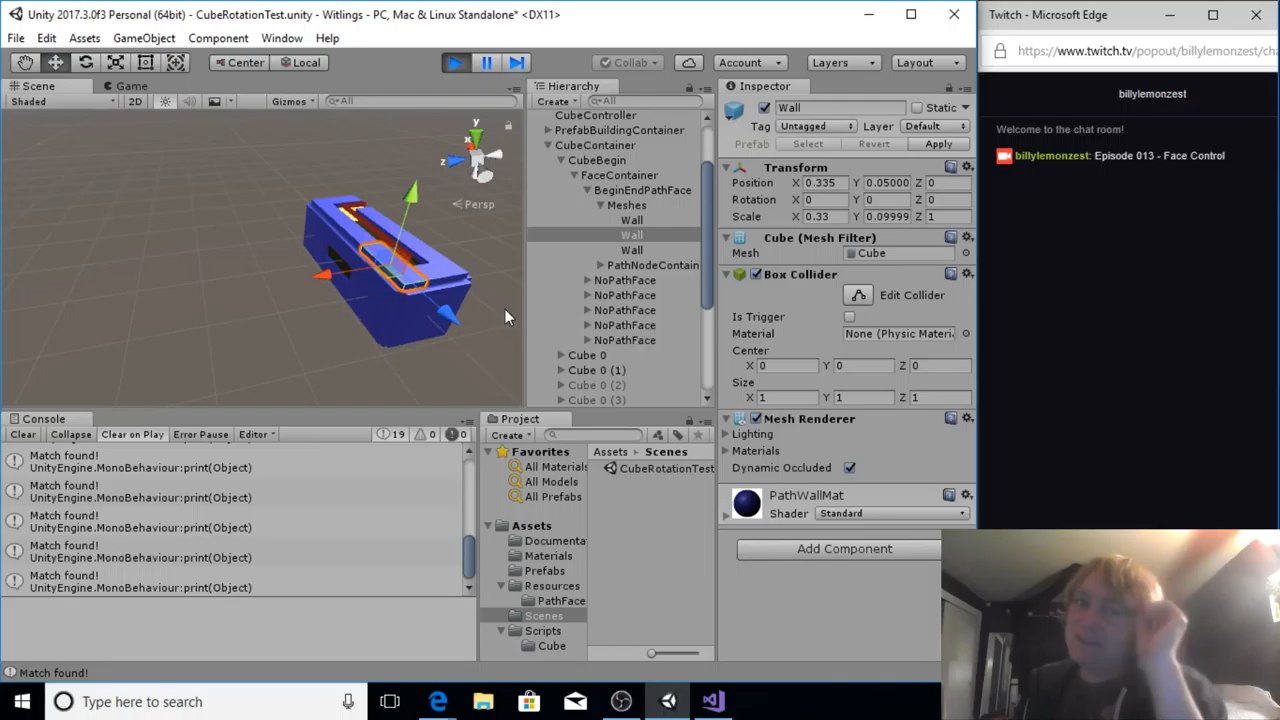 Unity 2017.3.0f3 Personal (64bit) - CubeRotationTest.unity - Witlings - PC, Mac & Linux Standalone* <DX11>
File Edit Assets GameObject Component Window Help
Center Local
Collab Account Layers Layout
Scene Game
Shaded 2D Gizmos All
y
x
z
Persp
Hierarchy
Create All
CubeController
PrefabBuildingContainer
CubeContainer
CubeBegin
FaceContainer
BeginEndPathFace
Meshes
Wall
Wall
Wall
PathNodeContain
NoPathFace
NoPathFace
NoPathFace
NoPathFace
NoPathFace
Cube 0
Cube 0 (1)
Cube 0 (2)
Cube 0 (3)
Inspector
Wall Static
Tag Untagged Layer Default
Prefab Select Revert Apply
Transform
Position X 0.335 Y 0.05000 Z 0
Rotation X 0 Y 0 Z 0
Scale X 0.33 Y 0.09999 Z 1
Cube (Mesh Filter)
Mesh Cube
Box Collider
Edit Collider
Is Trigger
Material None (Physic Materi
Center
X 0 Y 0 Z 0
Size
X 1 Y 1 Z 1
Mesh Renderer
Lighting
Materials
Dynamic Occluded
PathWallMat
Shader Standard
Add Component
Console
Clear Collapse Clear on Play Error Pause Editor 19 0 0
Match found!
UnityEngine.MonoBehaviour:print(Object)
Match found!
UnityEngine.MonoBehaviour:print(Object)
Match found!
UnityEngine.MonoBehaviour:print(Object)
Match found!
UnityEngine.MonoBehaviour:print(Object)
Match found!
UnityEngine.MonoBehaviour:print(Object)
Match found!
Project
Create
Favorites
All Materials
All Models
All Prefabs
Assets
Documenta
Materials
Prefabs
Resources
PathFace
Scenes
Scripts
Cube
Assets Scenes
CubeRotationTest
Twitch - Microsoft Edge
https://www.twitch.tv/popout/billylemonzest/cha
billylemonzest
Welcome to the chat room!
billylemonzest: Episode 013 - Face Control
Type here to search